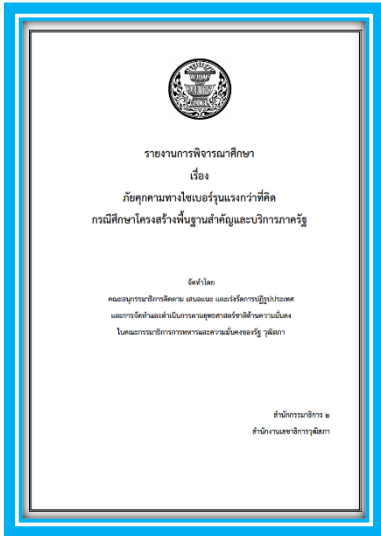 รายงานการพิจารณาศึกษา
เรื่อง
ภัยคุกคามทางไซเบอร์รุนแรงกว่าที่คิด
กรณีศึกษาโครงสร้างพื้นฐานสำคัญและบริการภาครัฐ
จัดทำโดย
คณะอนุกรรมาธิการติดตาม เสนอแนะ และเร่งรัดการปฏิรูปประเทศ
และการจัดทำและดำเนินการตามยุทธศาสตร์ชาติด้านความมั่นคง
ในคณะกรรมาธิการการทหารและความมั่นคงของรัฐ วุฒิสภา
สำนักกรรมาธิการ ๒
สำนักงานเลขาธิการวุฒิสภา